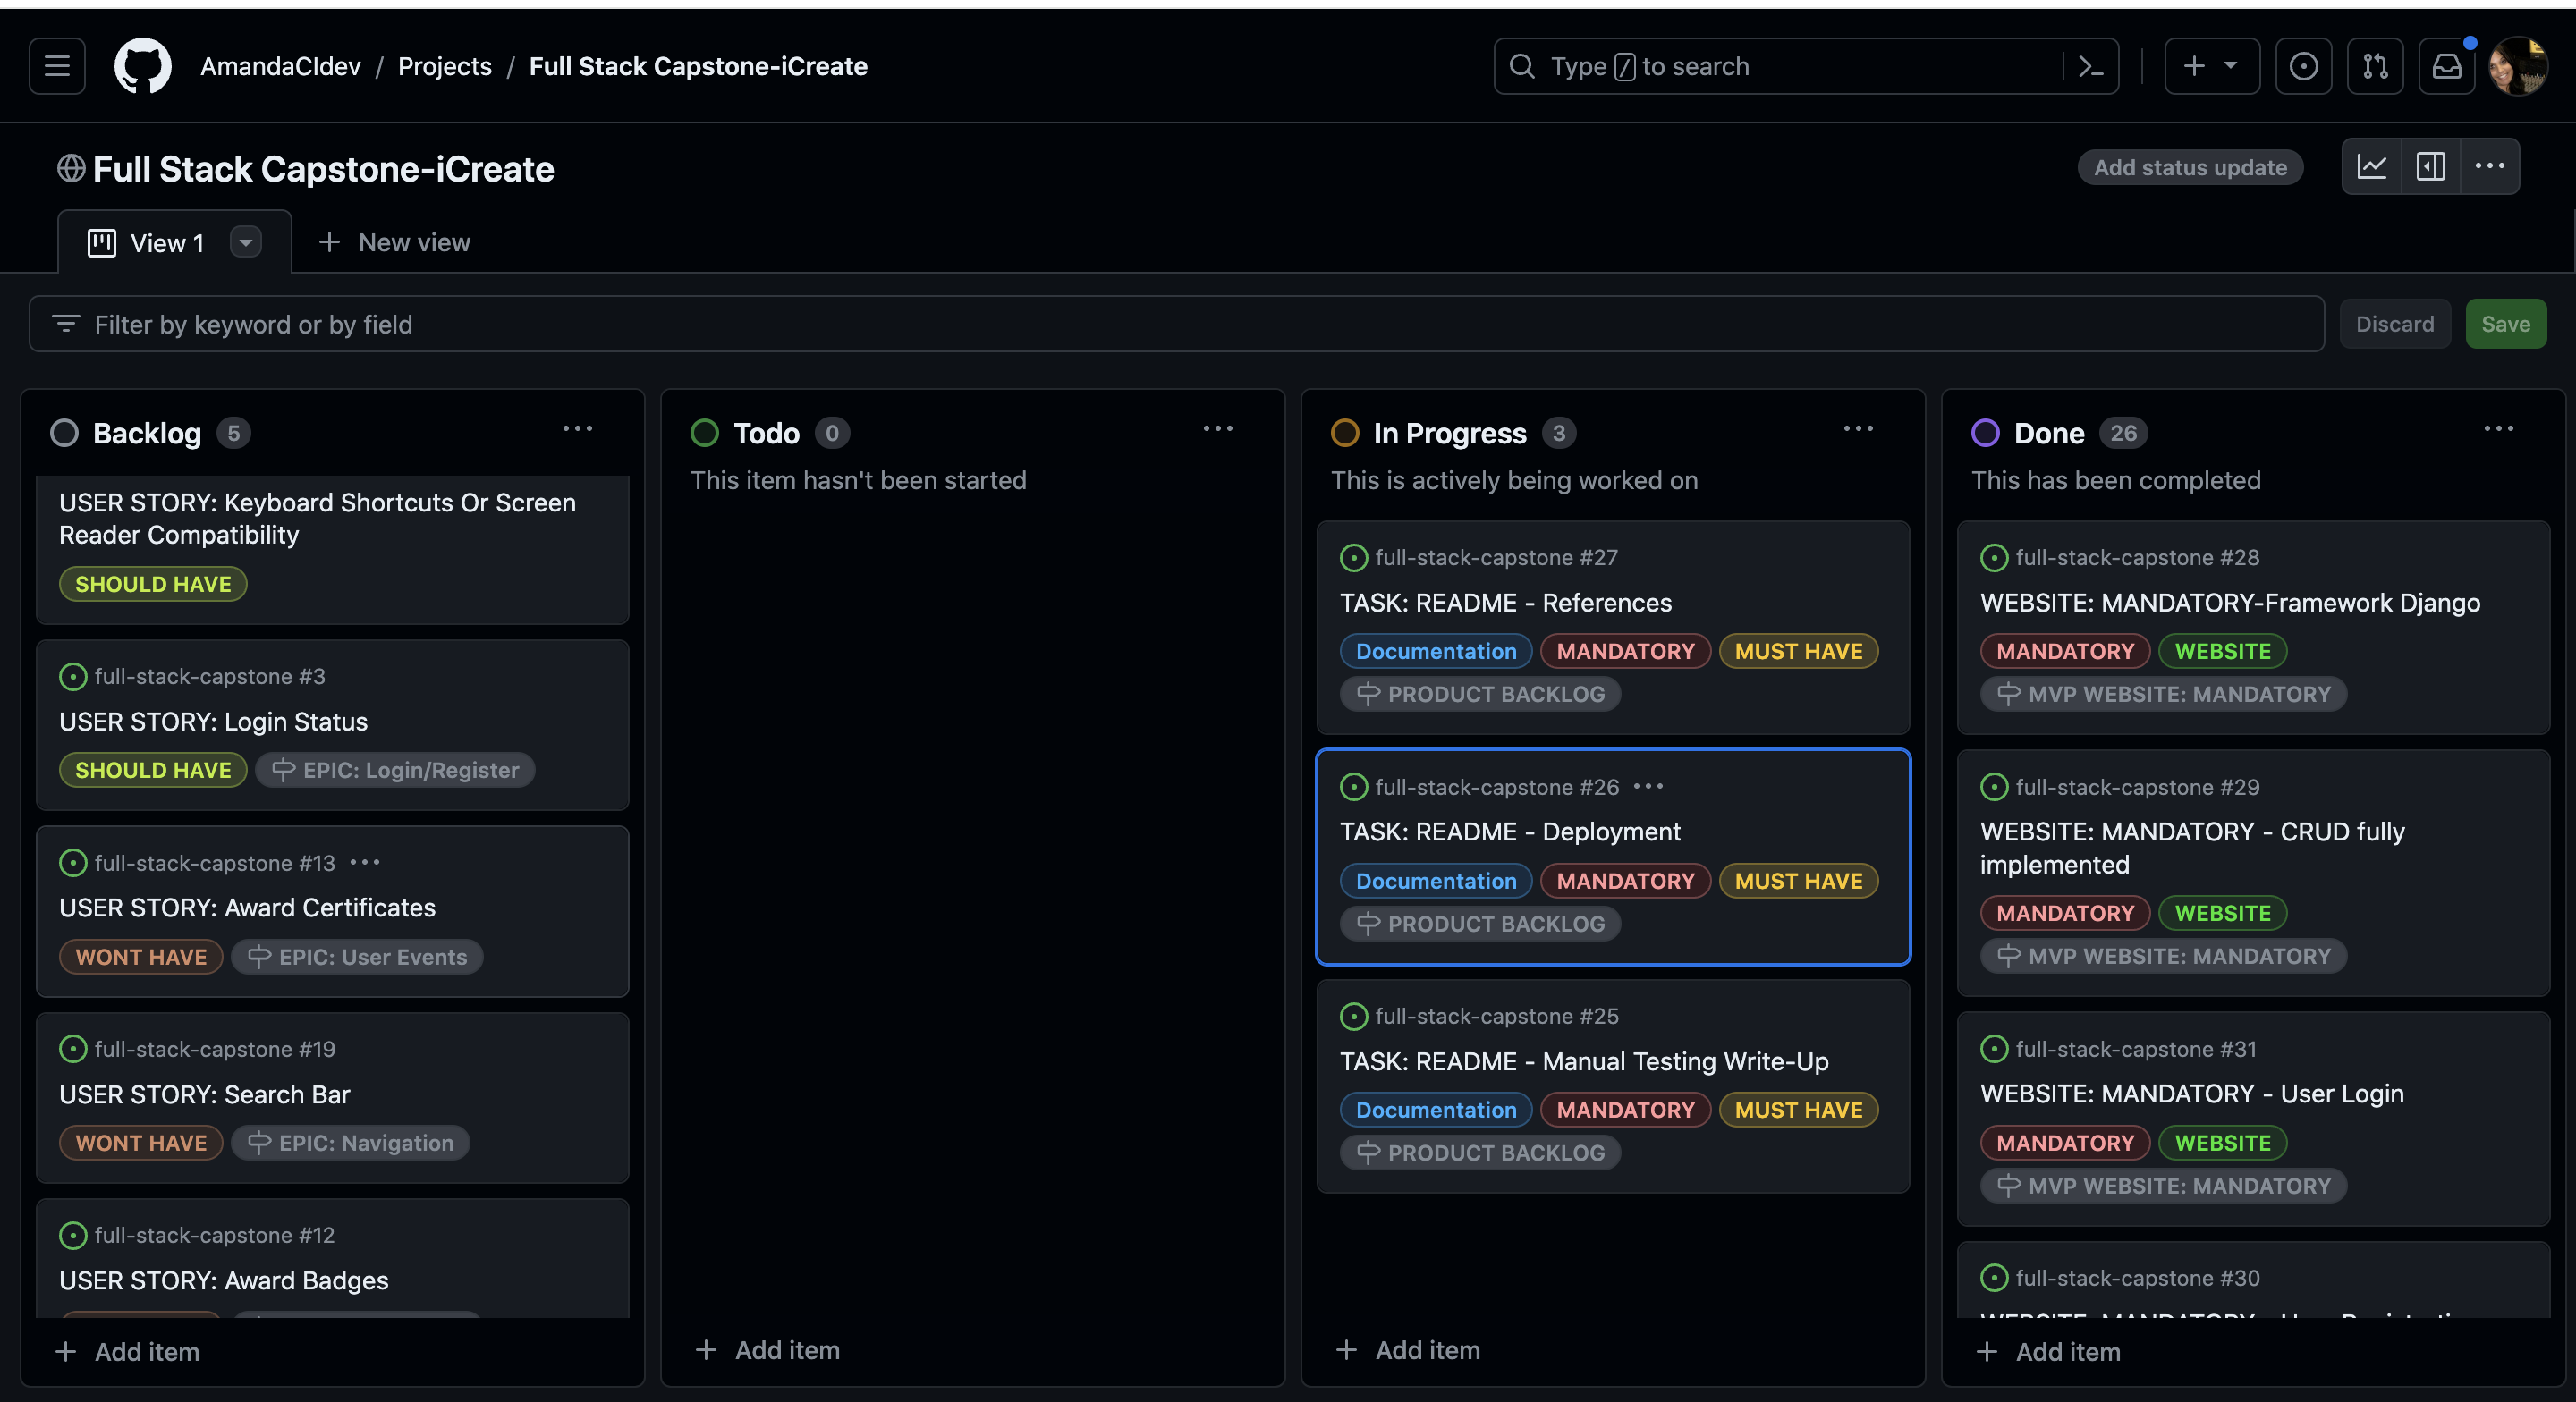 AmandaCIdev / Projects / Full Stack Capstone-iCreate
Type / to search
Full Stack Capstone-iCreate
Add status update
View 1
New view
Filter by keyword or by field
Discard
Save
Backlog 5
USER STORY: Keyboard Shortcuts Or Screen
Reader Compatibility
SHOULD HAVE
full-stack-capstone #3
USER STORY: Login Status
SHOULD HAVE
EPIC: Login/Register
full-stack-capstone #13
USER STORY: Award Certificates
WONT HAVE
EPIC: User Events
full-stack-capstone #19
USER STORY: Search Bar
WONT HAVE
EPIC: Navigation
full-stack-capstone #12
USER STORY: Award Badges
Add item
Todo 0
This item hasn't been started
Add item
In Progress 3
This is actively being worked on
full-stack-capstone #27
TASK: README - References
Documentation
MANDATORY
MUST HAVE
PRODUCT BACKLOG
full-stack-capstone #26
TASK: README - Deployment
Documentation
MANDATORY
MUST HAVE
PRODUCT BACKLOG
full-stack-capstone #25
TASK: README - Manual Testing Write-Up
Documentation
MANDATORY
MUST HAVE
PRODUCT BACKLOG
Add item
Done 26
This has been completed
full-stack-capstone #28
WEBSITE: MANDATORY-Framework Django
MANDATORY
WEBSITE
MVP WEBSITE: MANDATORY
full-stack-capstone #29
WEBSITE: MANDATORY - CRUD fully
implemented
MANDATORY
WEBSITE
MVP WEBSITE: MANDATORY
full-stack-capstone #31
WEBSITE: MANDATORY - User Login
MANDATORY
WEBSITE
MVP WEBSITE: MANDATORY
full-stack-capstone #30
Add item